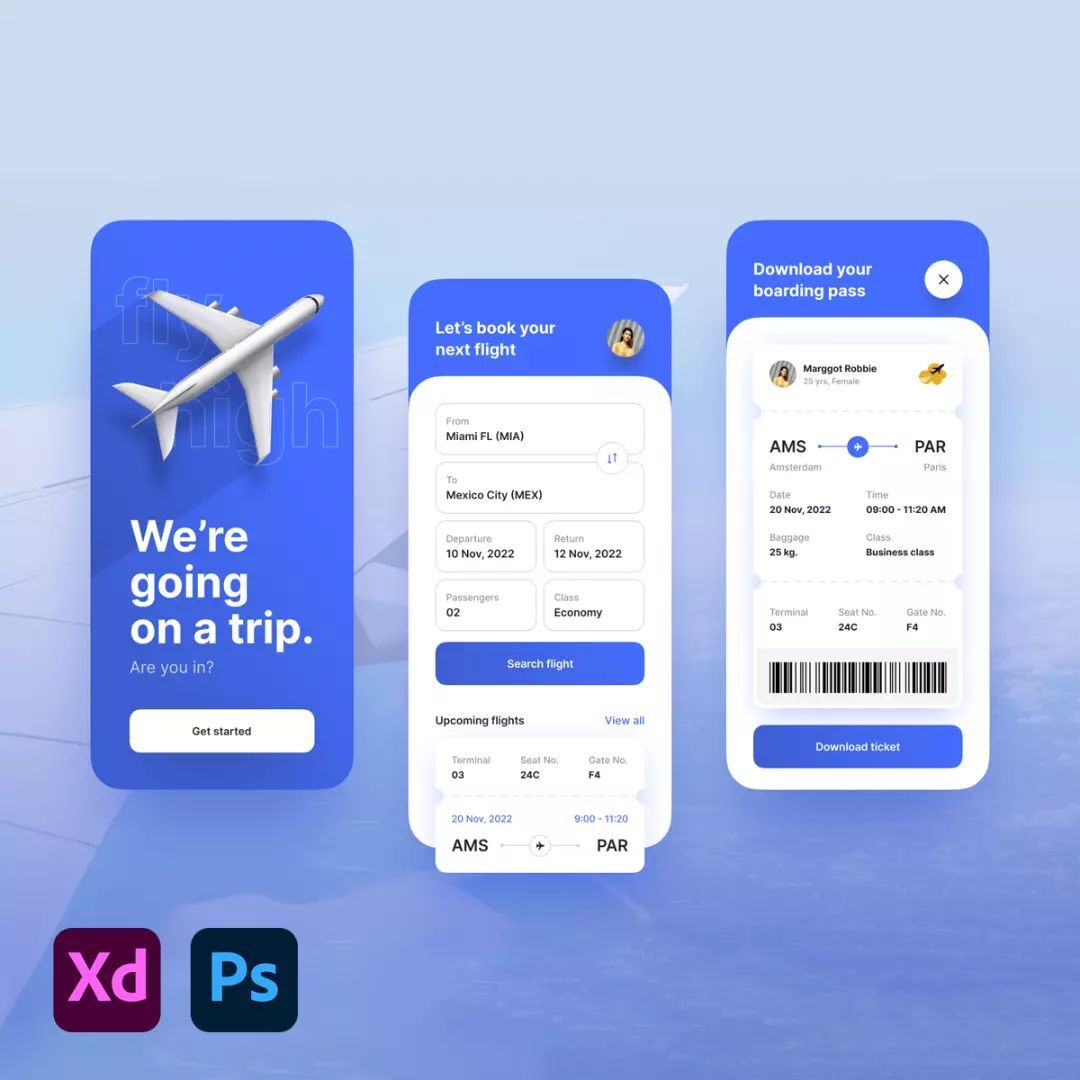 fly
high
We’re
going
on a trip.
Are you in?
Get started
Let’s book your
next flight
From
Miami FL (MIA)
To
Mexico City (MEX)
Departure
10 Nov, 2022
Return
12 Nov, 2022
Passengers
02
Class
Economy
Search flight
Upcoming flights View all
Terminal Seat No. Gate No.
03 24C F4
20 Nov, 2022 9:00 - 11:20
AMS PAR
Download your
boarding pass
Marggot Robbie
25 yrs, Female
AMS PAR
Amsterdam Paris
Date Time
20 Nov, 2022 09:00 - 11:20 AM
Baggage Class
25 kg. Business class
Terminal Seat No. Gate No.
03 24C F4
Download ticket
Xd Ps